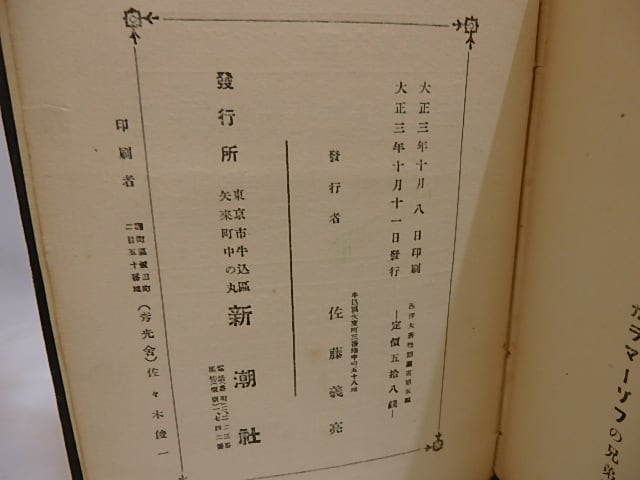 大正三年十月八日印刷
大正三年十月十一日發行
―定價五拾八錢―
發行者
佐藤義亮
發行所
東京市牛込區
矢來町中の丸
新潮社
印刷者
(秀光舍)佐々木俊一
カラマーゾフの兄弟